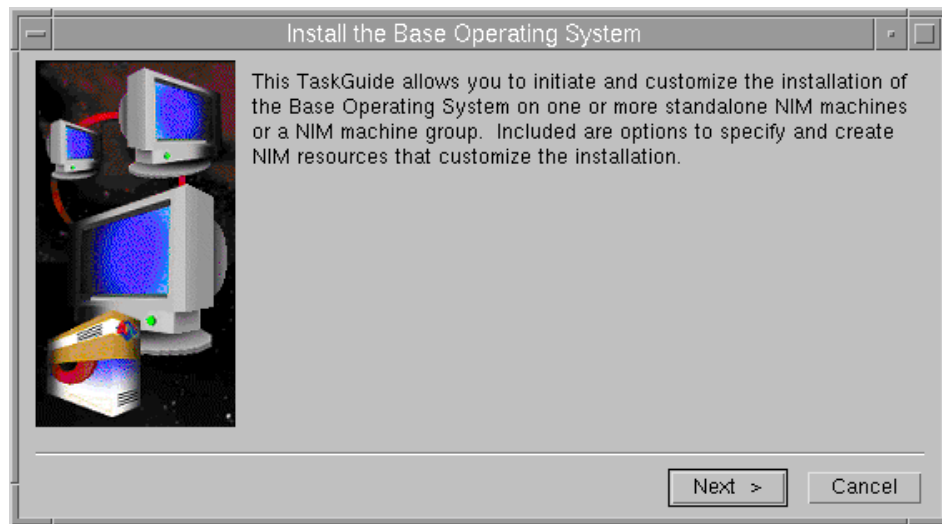 Install the Base Operating System
This TaskGuide allows you to initiate and customize the installation of
the Base Operating System on one or more standalone NIM machines
or a NIM machine group.  Included are options to specify and create
NIM resources that customize the installation.
Next >
Cancel